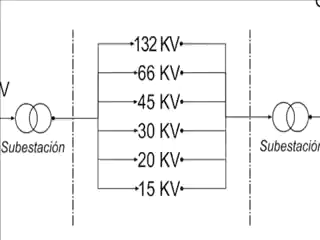 132 KV
66 KV
V
45 KV
30 KV
Subestación
Subestación
20 KV
15 KV